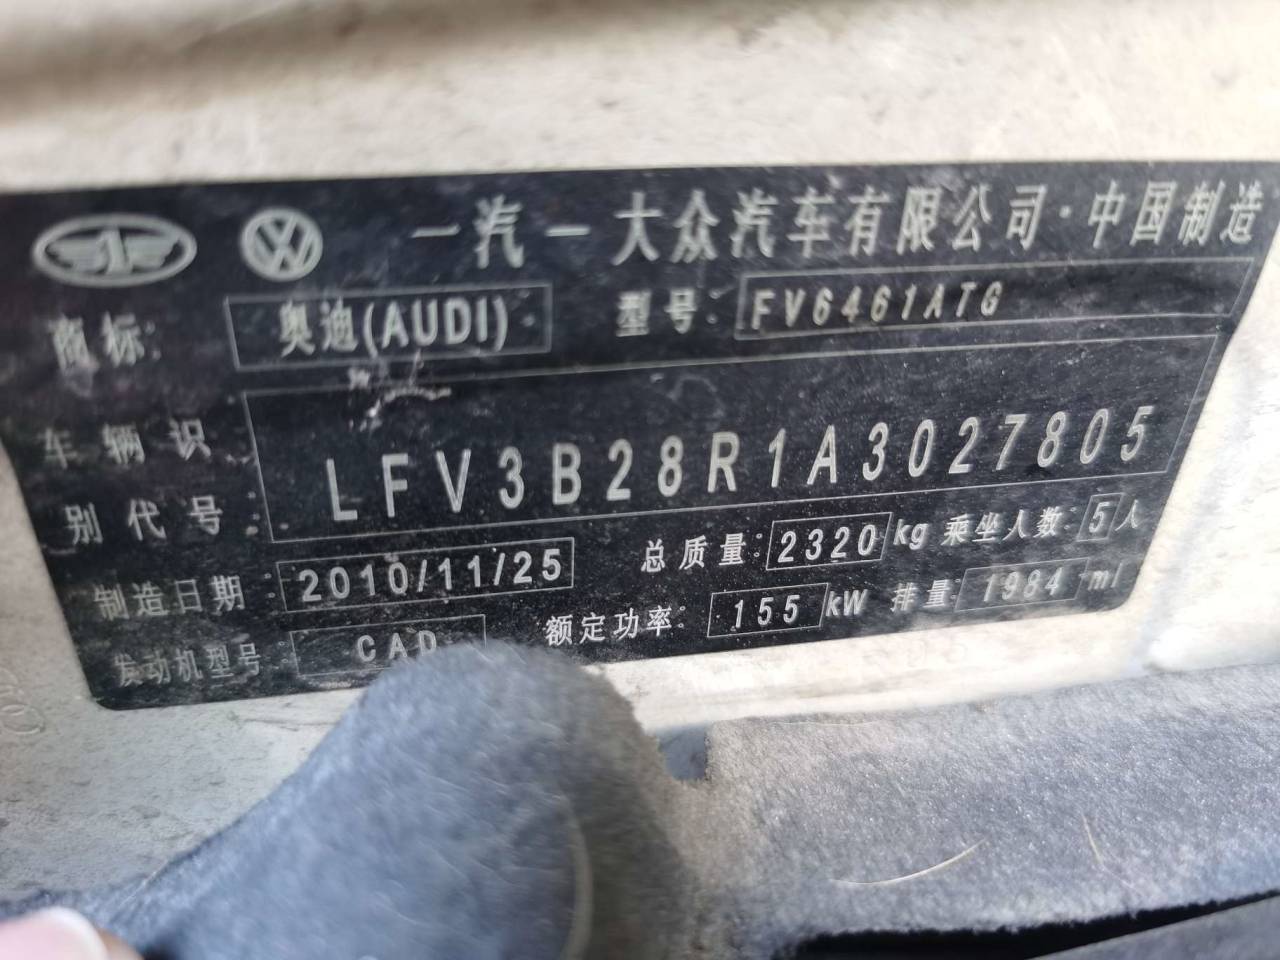 一汽一大众汽车有限公司·中国制造
商标: 奥迪(AUDI) 型号: FV6461ATG
车辆识别代号 LFV3B28R1A3027805
制造日期: 2010/11/25 总质量: 2320 kg 乘坐人数: 5人
发动机型号: CAD 额定功率: 155 kW 排量: 1984 ml